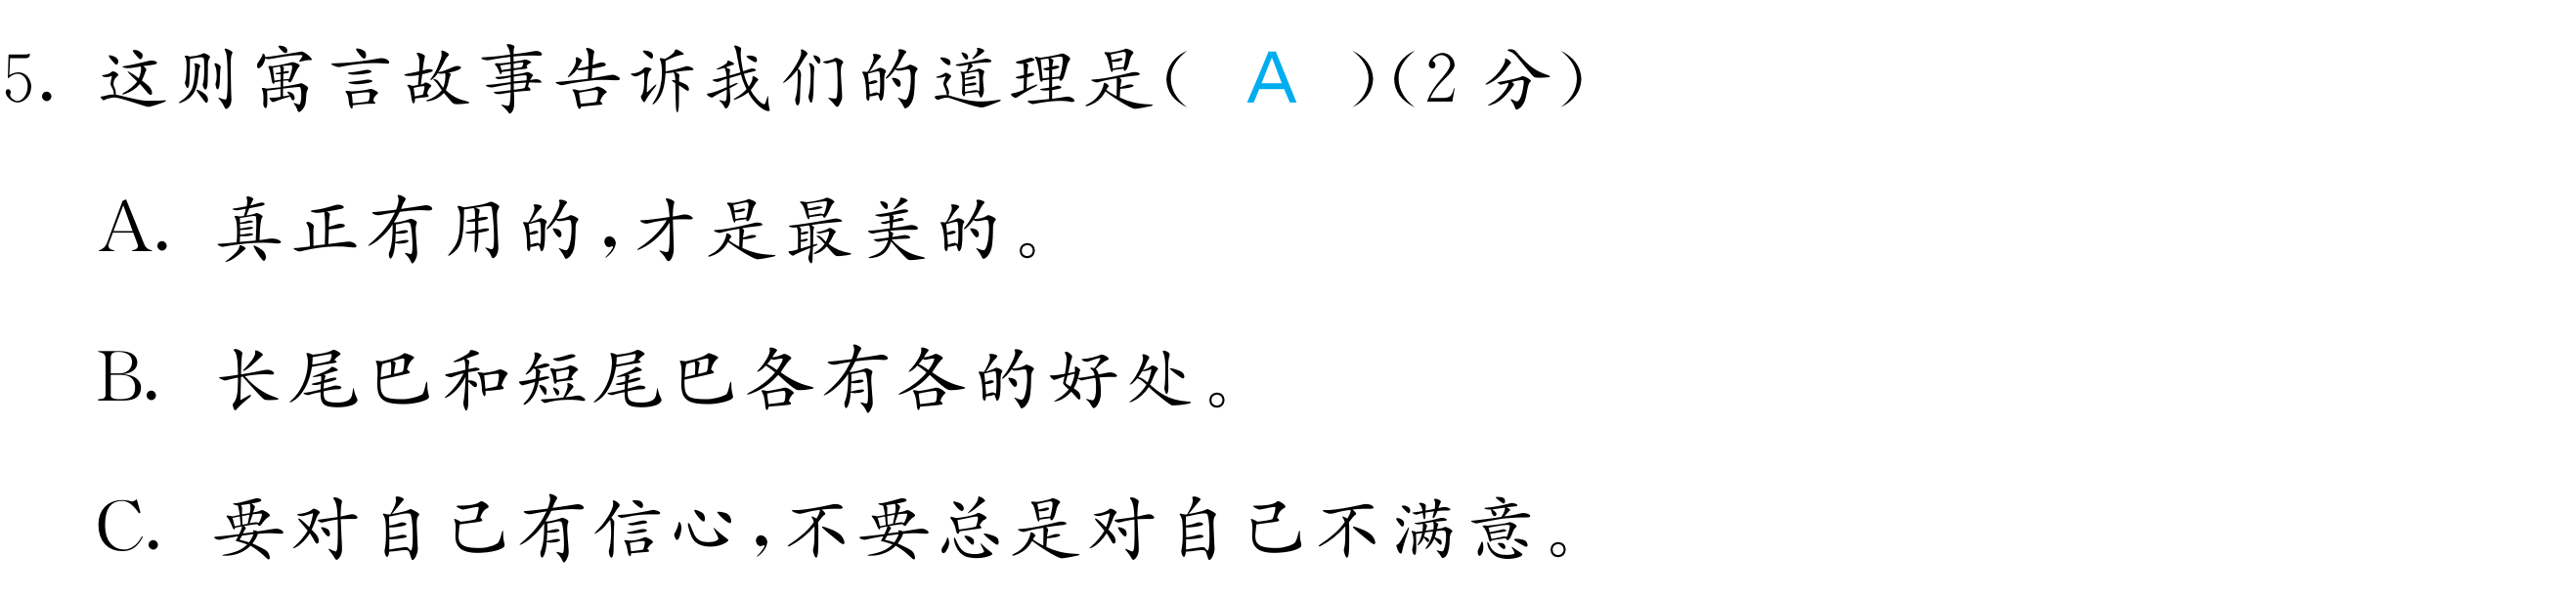 5. 这则寓言故事告诉我们的道理是( A )(2 分)
A. 真正有用的,才是最美的。
B. 长尾巴和短尾巴各有各的好处。
C. 要对自己有信心,不要总是对自己不满意。